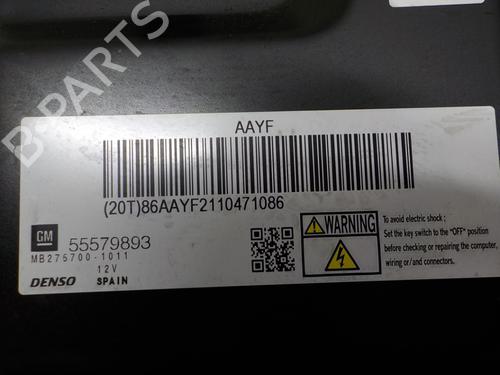 B-PARTS
AAYF
(20T)86AAYF2110471086
GM 55579893
MB275700-1011
12V
DENSO SPAIN
WARNING
To avoid electric shock ;
Set the key switch to the "OFF" position
before checking or repairing the computer,
wiring or/and connectors.